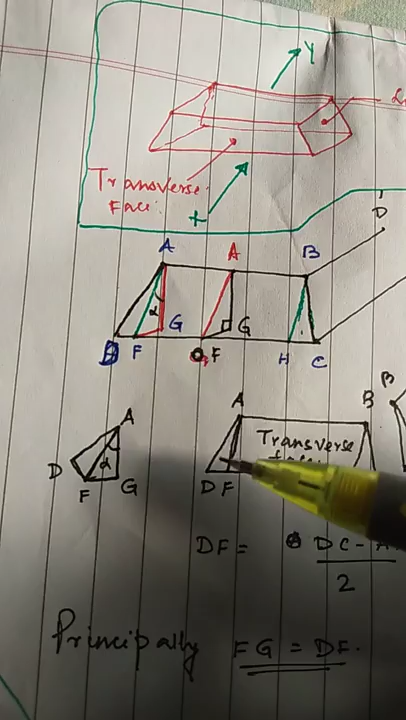 Y
Transverse
Face.
X
D
A A B
α G G
F F H C
A
D α
F G
A B
Transverse
D F
B
DF = DC - A
2
Principally FG = DF.